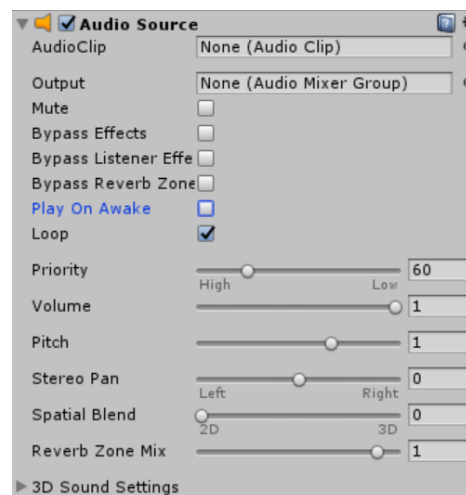 Audio Source
AudioClip None (Audio Clip)
Output None (Audio Mixer Group)
Mute
Bypass Effects
Bypass Listener Effe
Bypass Reverb Zone
Play On Awake
Loop
Priority 60
High Low
Volume 1
Pitch 1
Stereo Pan 0
Left Right
Spatial Blend 0
2D 3D
Reverb Zone Mix 1
3D Sound Settings